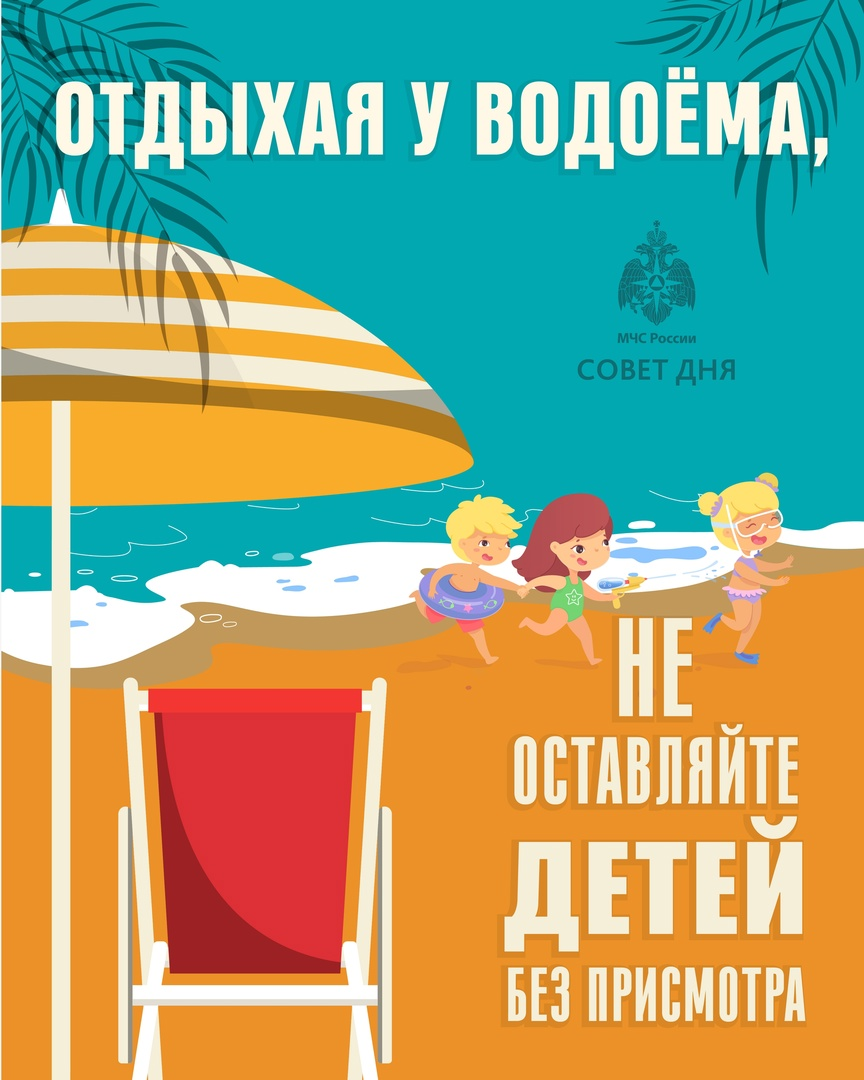 ОТДЫХАЯ У ВОДОЁМА,
МЧС России
СОВЕТ ДНЯ
НЕ
ОСТАВЛЯЙТЕ
ДЕТЕЙ
БЕЗ ПРИСМОТРА